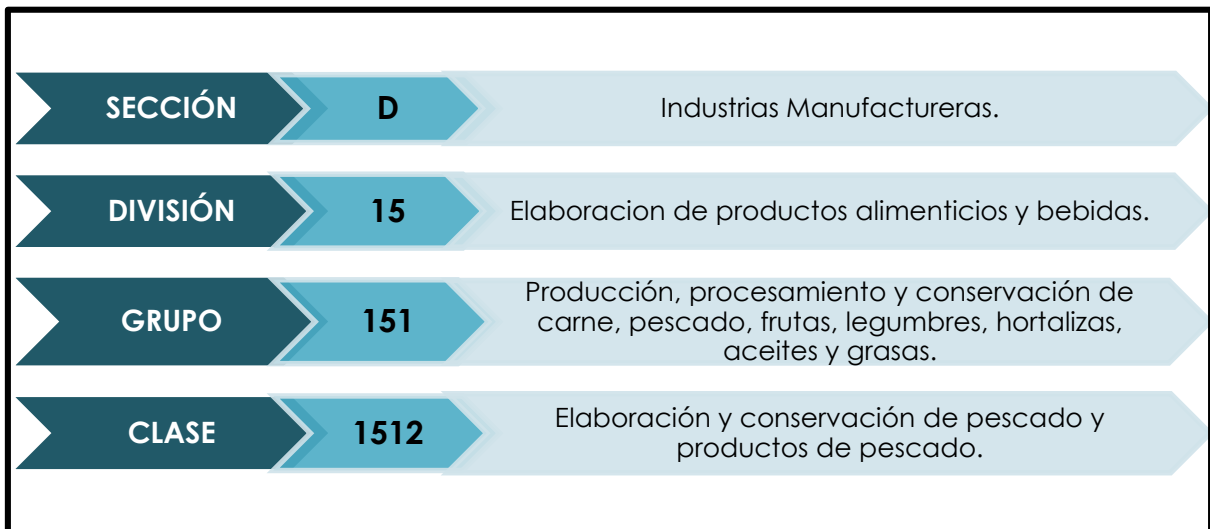 SECCIÓN D Industrias Manufactureras.
DIVISIÓN 15 Elaboracion de productos alimenticios y bebidas.
GRUPO 151 Producción, procesamiento y conservación de
carne, pescado, frutas, legumbres, hortalizas,
aceites y grasas.
CLASE 1512 Elaboración y conservación de pescado y
productos de pescado.